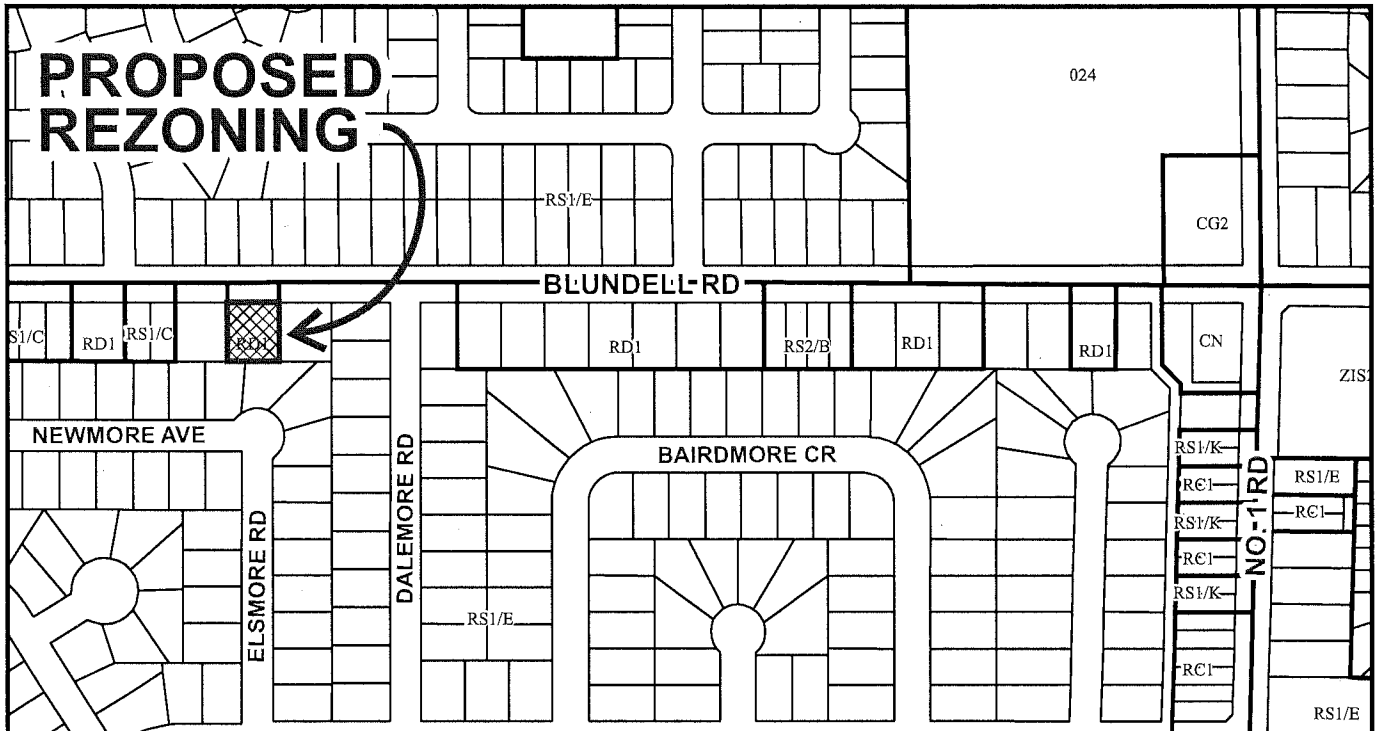 PROPOSED
REZONING
024
RS1/E
CG2
BLUNDELL RD
S1/C
RD1
RS1/C
RD1
RD1
RS2/B
RD1
RD1
CN
NEWMORE AVE
BAIRDMORE CR
ELSMORE RD
DALEMORE RD
RS1/E
RS1/K
RC1
RS1/K
RC1
RS1/K
RC1
NO. 1 RD
RS1/E
RC1
RS1/E